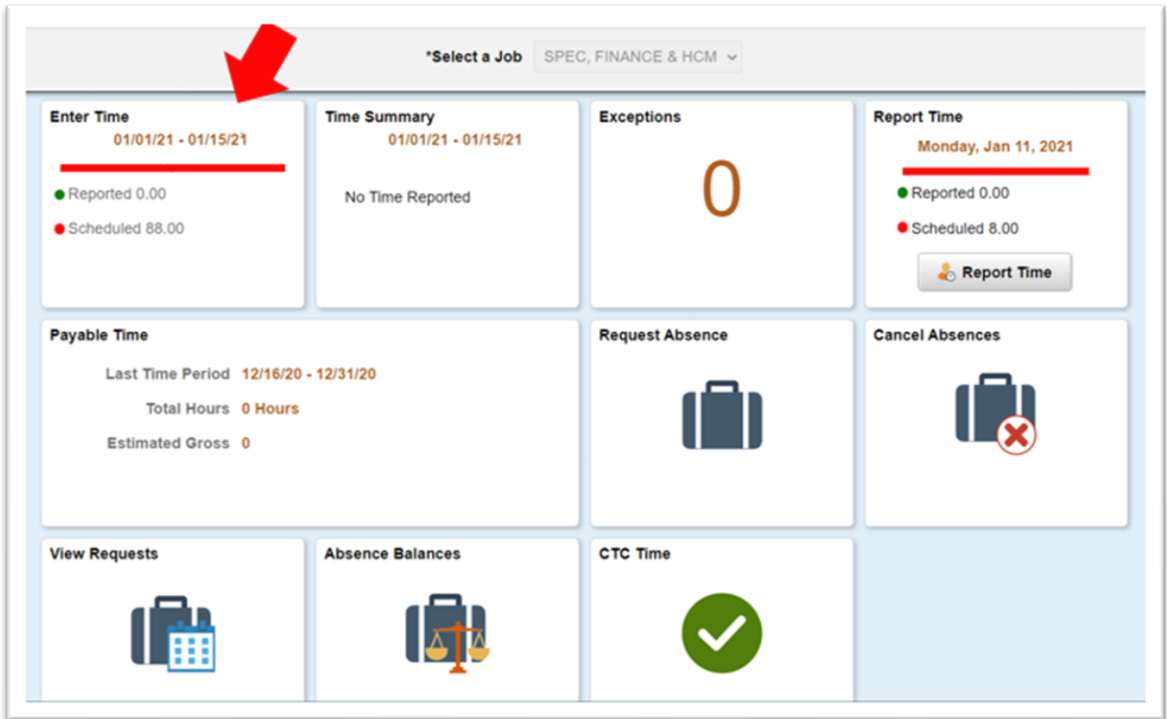 *Select a Job SPEC, FINANCE & HCM
Enter Time
01/01/21 - 01/15/21
Reported 0.00
Scheduled 88.00
Time Summary
01/01/21 - 01/15/21
No Time Reported
Exceptions
0
Report Time
Monday, Jan 11, 2021
Reported 0.00
Scheduled 8.00
Report Time
Payable Time
Last Time Period 12/16/20 - 12/31/20
Total Hours 0 Hours
Estimated Gross 0
Request Absence
Cancel Absences
View Requests
Absence Balances
CTC Time